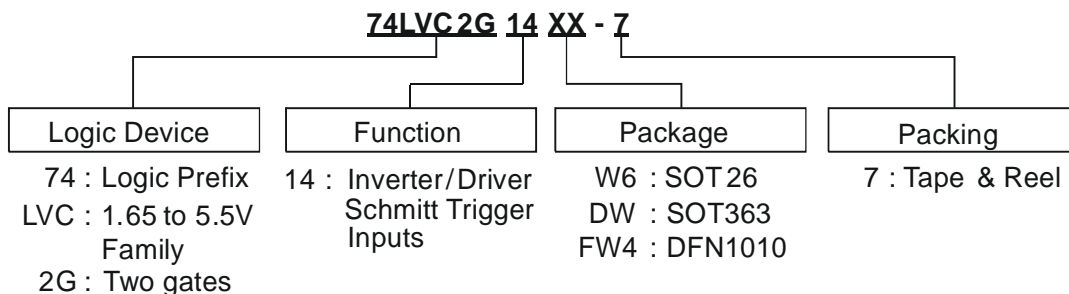 74LVC2G 14 XX - 7
Logic Device
Function
Package
Packing
74 : Logic Prefix
LVC : 1.65 to 5.5V
Family
2G : Two gates
14 : Inverter/Driver
Schmitt Trigger
Inputs
W6 : SOT26
DW : SOT363
FW4 : DFN1010
7 : Tape & Reel